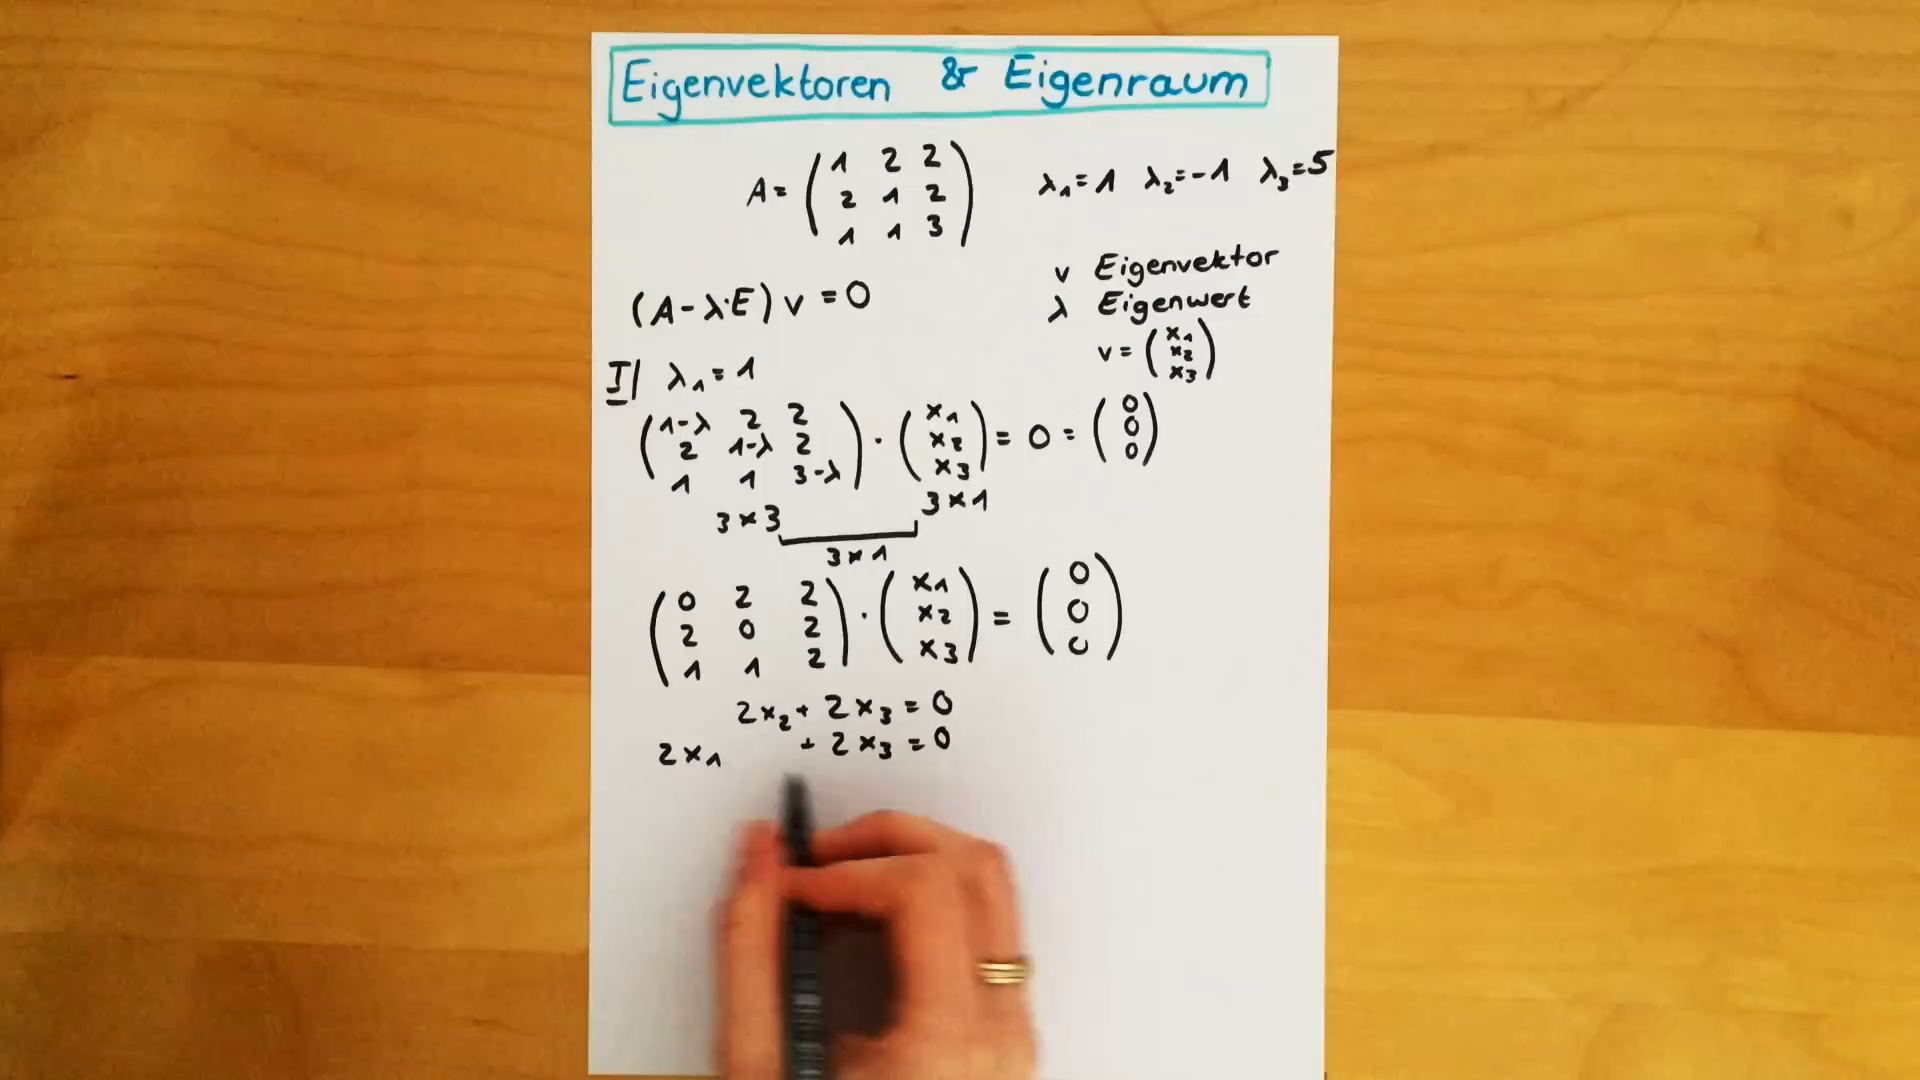 Eigenvektoren & Eigenraum
A = ( 1 2 2
2 1 2
1 1 3 )
λ₁=1 λ₂=-1 λ₃=5
(A-λ·E) v = 0
v Eigenvektor
λ Eigenwert
v = ( x₁
x₂
x₃ )
I| λ₁ = 1
( 1-λ 2 2
2 1-λ 2
1 1 3-λ ) · ( x₁
x₂
x₃ ) = 0 = ( 0
0
0 )
3×3 3×1
3×1
( 0 2 2
2 0 2
1 1 2 ) · ( x₁
x₂
x₃ ) = ( 0
0
0 )
2x₂ + 2x₃ = 0
2x₁ + 2x₃ = 0